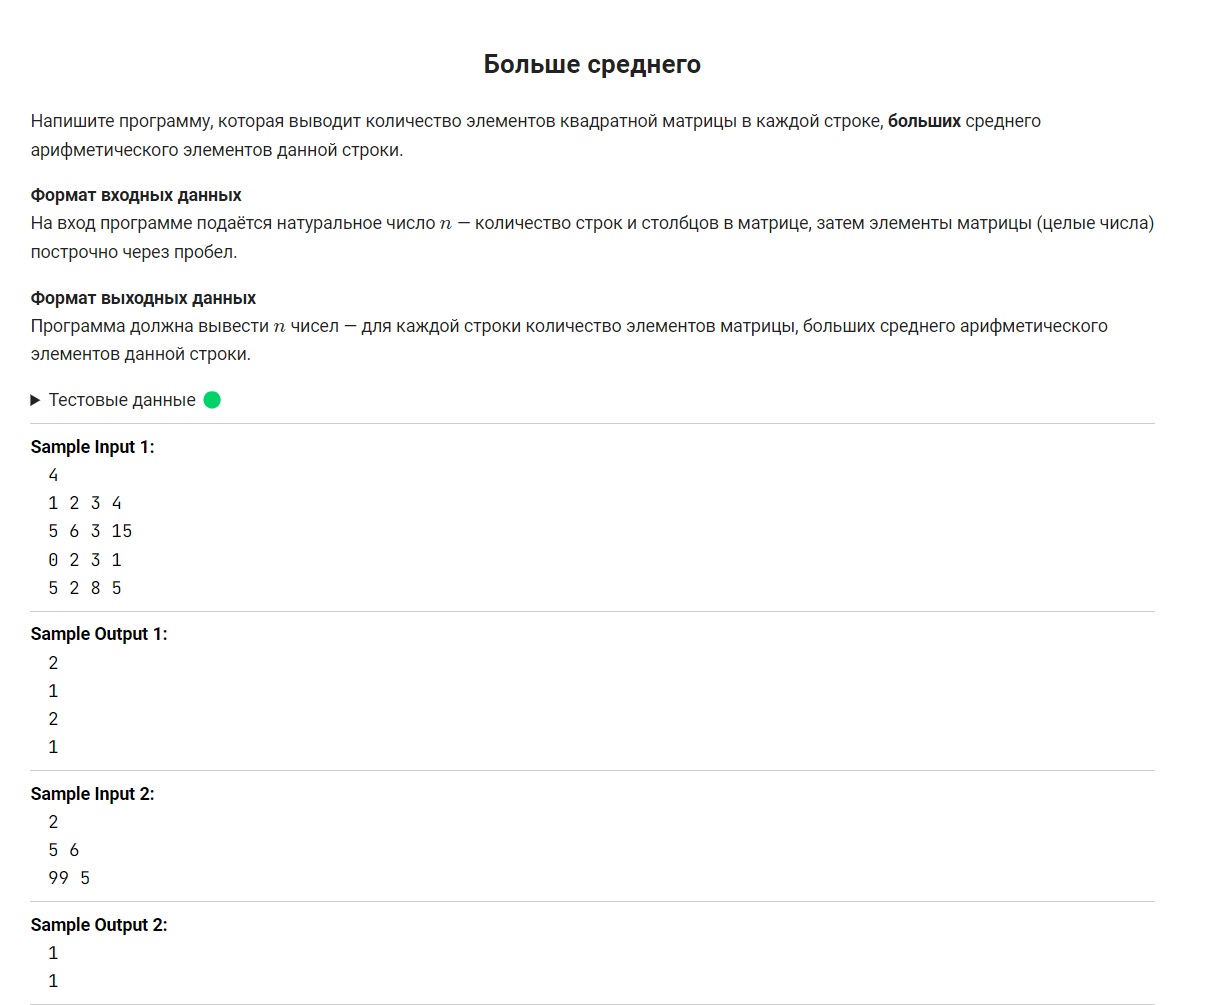 Больше среднего
Напишите программу, которая выводит количество элементов квадратной матрицы в каждой строке, больших среднего
арифметического элементов данной строки.
Формат входных данных
На вход программе подаётся натуральное число n — количество строк и столбцов в матрице, затем элементы матрицы (целые числа)
построчно через пробел.
Формат выходных данных
Программа должна вывести n чисел — для каждой строки количество элементов матрицы, больших среднего арифметического
элементов данной строки.
Тестовые данные
Sample Input 1:
4
1 2 3 4
5 6 3 15
0 2 3 1
5 2 8 5
Sample Output 1:
2
1
2
1
Sample Input 2:
2
5 6
99 5
Sample Output 2:
1
1